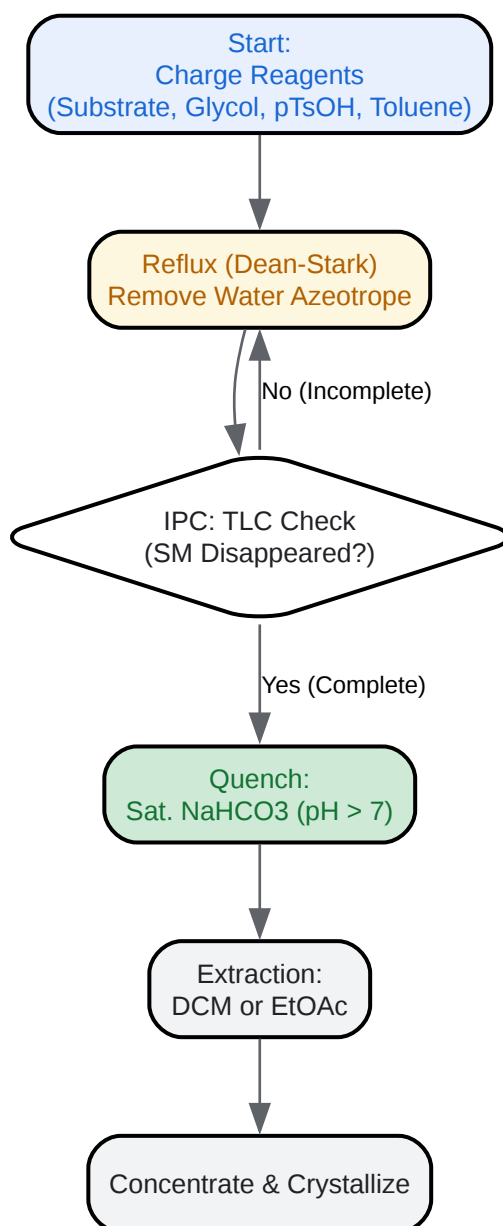 Start:
Charge Reagents
(Substrate, Glycol, pTsOH, Toluene)
Reflux (Dean-Stark)
Remove Water Azeotrope
No (Incomplete)
IPC: TLC Check
(SM Disappeared?)
Yes (Complete)
Quench:
Sat. NaHCO3 (pH > 7)
Extraction:
DCM or EtOAc
Concentrate & Crystallize